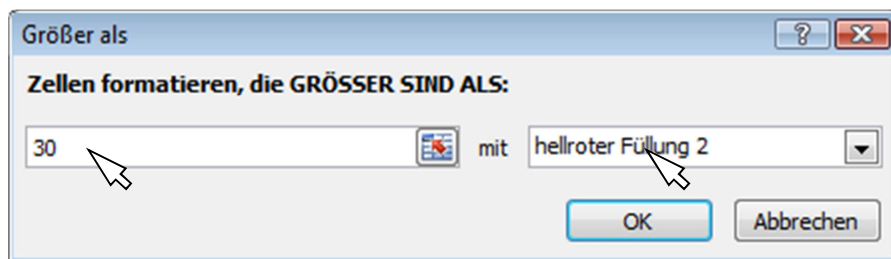 Größer als
Zellen formatieren, die GRÖSSER SIND ALS:
30 mit hellroter Füllung 2
OK Abbrechen